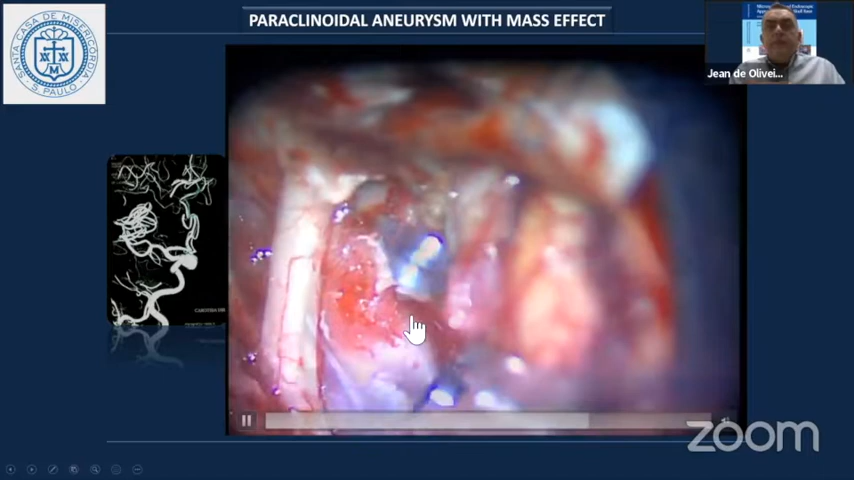 PARACLINOIDAL ANEURYSM WITH MASS EFFECT
SANTA CASA DE MISERICORDIA
S. PAULO
M
Jean de Olivei...
zoom